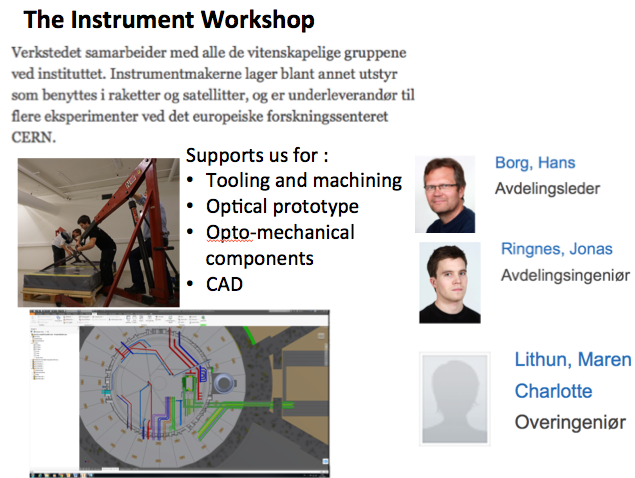 The Instrument Workshop
Verkstedet samarbeider med alle de vitenskapelige gruppene
ved instituttet. Instrumentmakerne lager blant annet utstyr
som benyttes i raketter og satellitter, og er underleverandør til
flere eksperimenter ved det europeiske forskningssenteret
CERN.
Supports us for :
• Tooling and machining
• Optical prototype
• Opto-mechanical
components
• CAD
Borg, Hans
Avdelingsleder
Ringnes, Jonas
Avdelingsingeniør
Lithun, Maren
Charlotte
Overingeniør